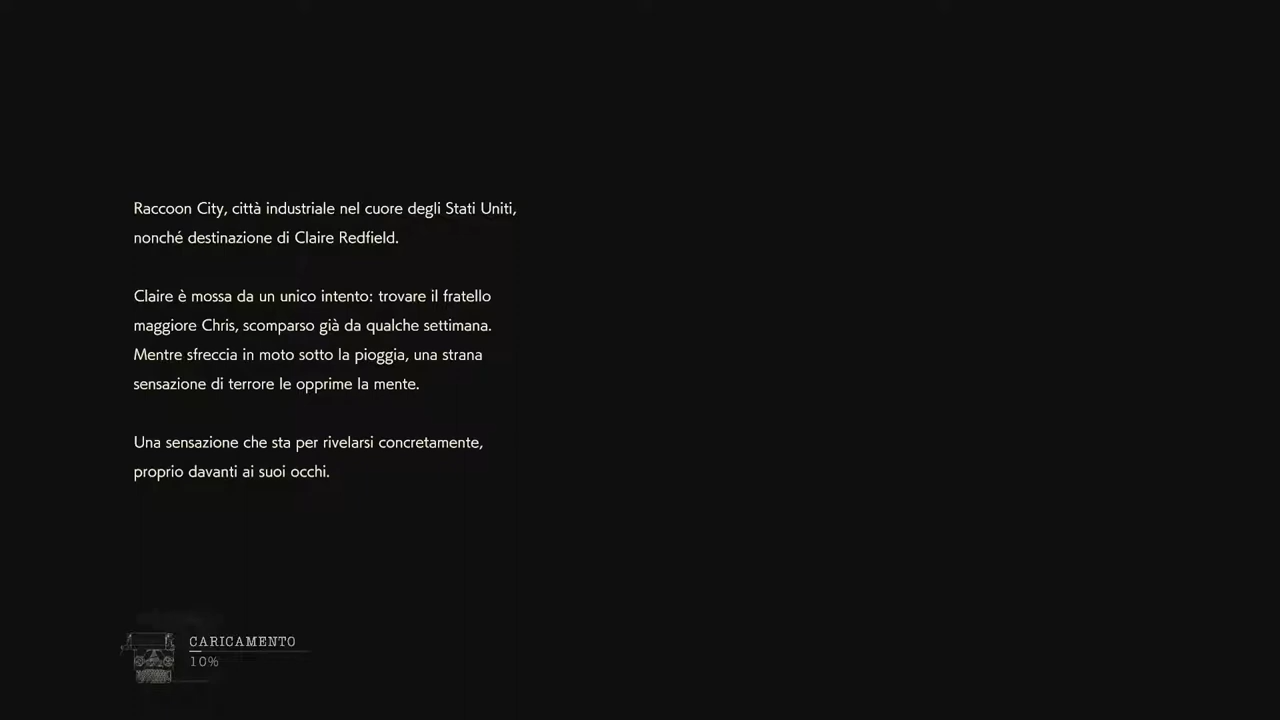 Raccoon City, città industriale nel cuore degli Stati Uniti,
nonché destinazione di Claire Redfield.
Claire è mossa da un unico intento: trovare il fratello
maggiore Chris, scomparso già da qualche settimana.
Mentre sfreccia in moto sotto la pioggia, una strana
sensazione di terrore le opprime la mente.
Una sensazione che sta per rivelarsi concretamente,
proprio davanti ai suoi occhi.
CARICAMENTO
10%